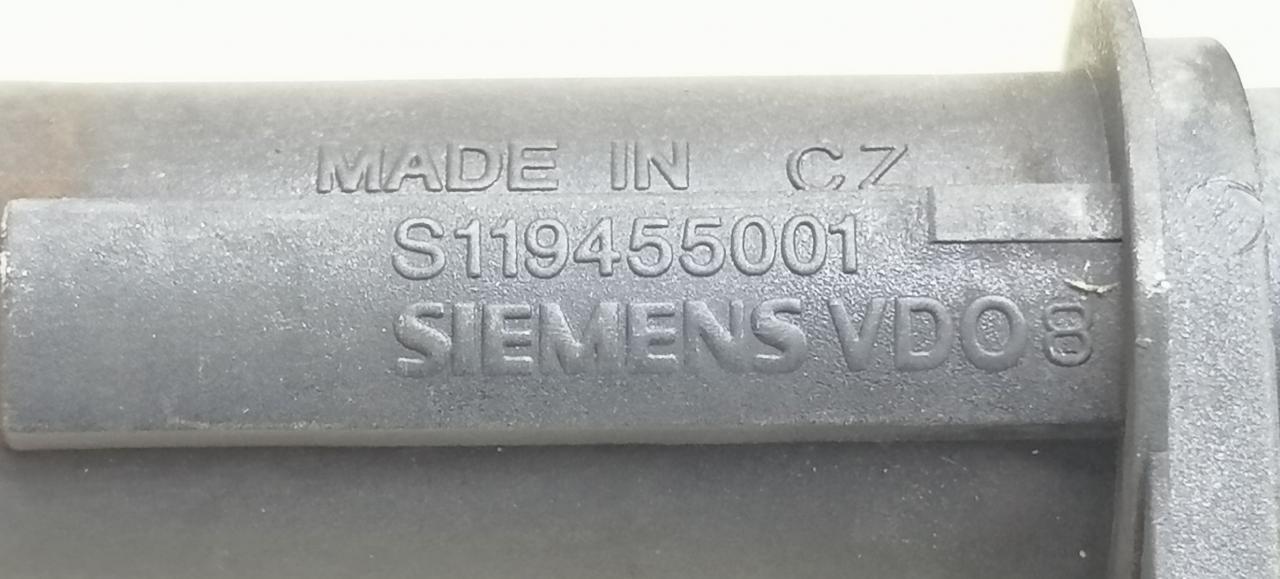 MADE IN CZ
S119455001
SIEMENS VDO 8